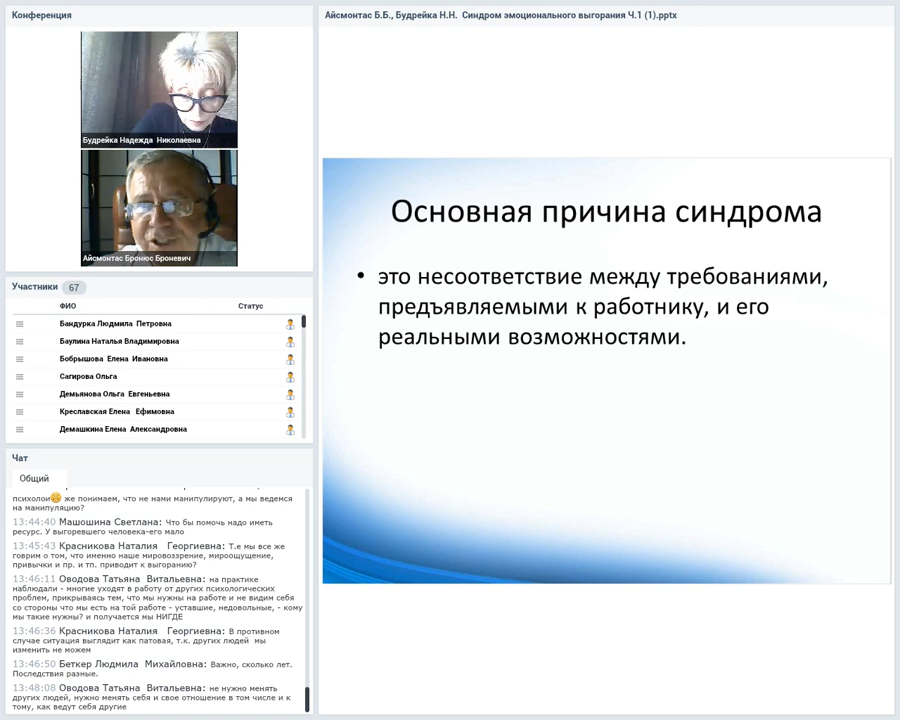 Конференция
Будрейка Надежда Николаевна
Айсмонтас Бронюс Броневич
Участники 67
ФИО Статус
Бандурка Людмила Петровна
Баулина Наталья Владимировна
Бобрышова Елена Ивановна
Сагирова Ольга
Демьянова Ольга Евгеньевна
Креславская Елена Ефимовна
Демашкина Елена Александровна
Чат
Общий
психологи же понимаем, что не нами манипулируют, а мы ведемся
на манипуляцию?
13:44:40 Машошина Светлана: Что бы помочь надо иметь
ресурс. У выгоревшего человека-его мало
13:45:43 Красникова Наталия Георгиевна: Т.е мы все же
говрим о том, что именно наше мировоззрение, мироощущение,
привычки и пр. и тп. приводит к выгоранию?
13:46:11 Оводова Татьяна Витальевна: на практике
наблюдали - многие уходят в работу от других психологических
проблем, прикрываясь тем, что мы нужны на работе и не видим себя
со стороны что мы есть на той работе - уставшие, недовольные, - кому
мы такие нужны? и получается мы НИГДЕ
13:46:36 Красникова Наталия Георгиевна: В противном
случае ситуация выглядит как патовая, т.к. других людей мы
изменить не можем
13:46:50 Беткер Людмила Михайловна: Важно, сколько лет.
Последствия разные.
13:48:08 Оводова Татьяна Витальевна: не нужно менять
других людей, нужно менять себя и свое отношение в том числе и к
тому, как ведут себя другие
Айсмонтас Б.Б., Будрейка Н.Н. Синдром эмоционального выгорания Ч.1 (1).pptx
Основная причина синдрома
• это несоответствие между требованиями,
предъявляемыми к работнику, и его
реальными возможностями.